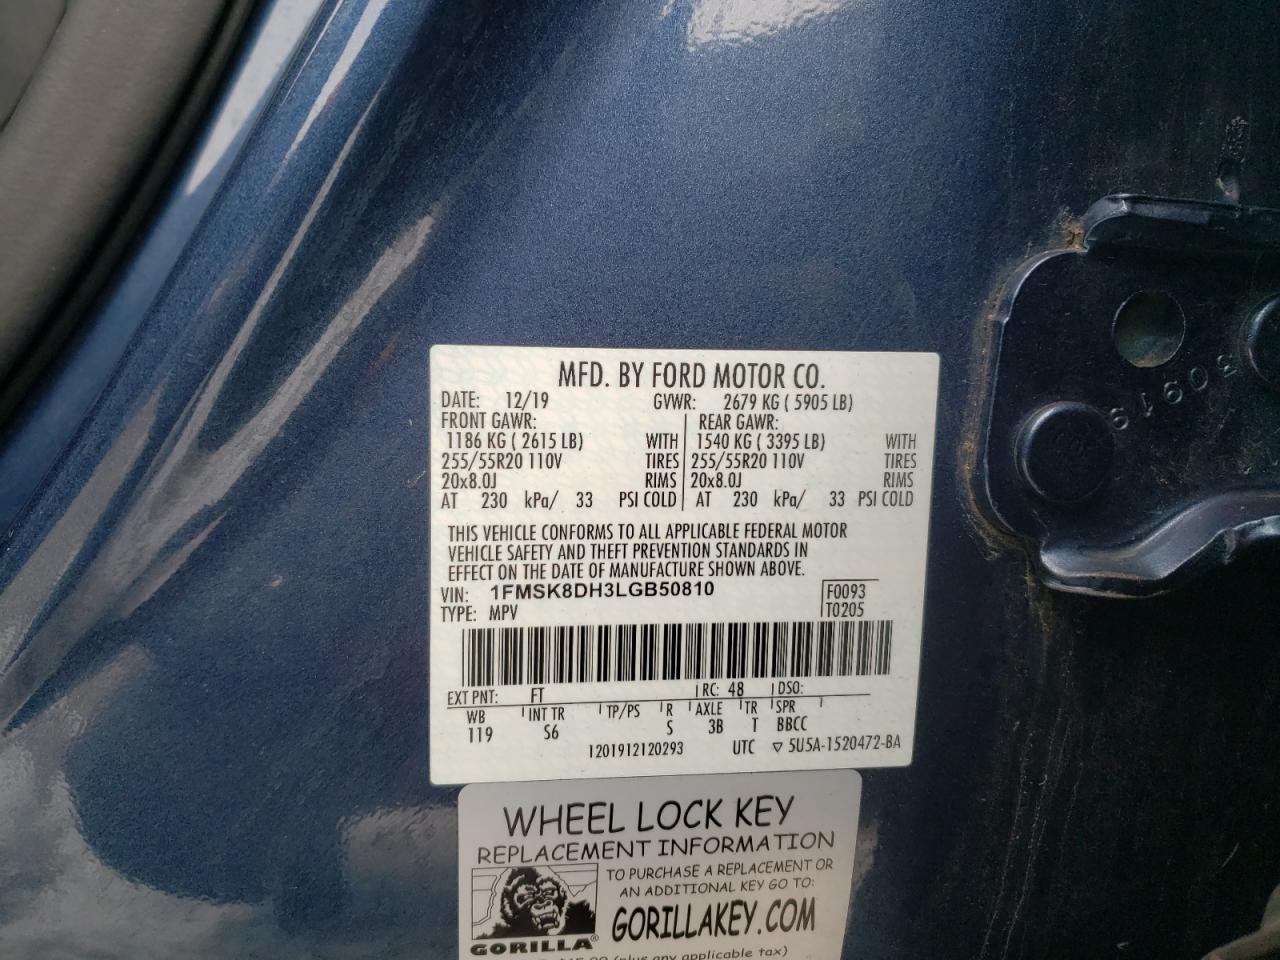 MFD. BY FORD MOTOR CO.
DATE: 12/19 GVWR: 2679 KG ( 5905 LB)
FRONT GAWR: REAR GAWR:
1186 KG ( 2615 LB) WITH 1540 KG ( 3395 LB) WITH
255/55R20 110V TIRES 255/55R20 110V TIRES
20x8.0J RIMS 20x8.0J RIMS
AT 230 kPa/ 33 PSI COLD AT 230 kPa/ 33 PSI COLD
THIS VEHICLE CONFORMS TO ALL APPLICABLE FEDERAL MOTOR
VEHICLE SAFETY AND THEFT PREVENTION STANDARDS IN
EFFECT ON THE DATE OF MANUFACTURE SHOWN ABOVE.
VIN: 1FMSK8DH3LGB50810 F0093
TYPE: MPV T0205
EXT PNT: FT RC: 48 DSO:
WB INT TR TP/PS R AXLE TR SPR
119 S6 S 3B T BBCC
1201912120293 UTC ▽ 5U5A-1520472-BA
WHEEL LOCK KEY
REPLACEMENT INFORMATION
TO PURCHASE A REPLACEMENT OR
AN ADDITIONAL KEY GO TO:
GORILLAKEY.COM
GORILLA®
(plus any applicable tax)